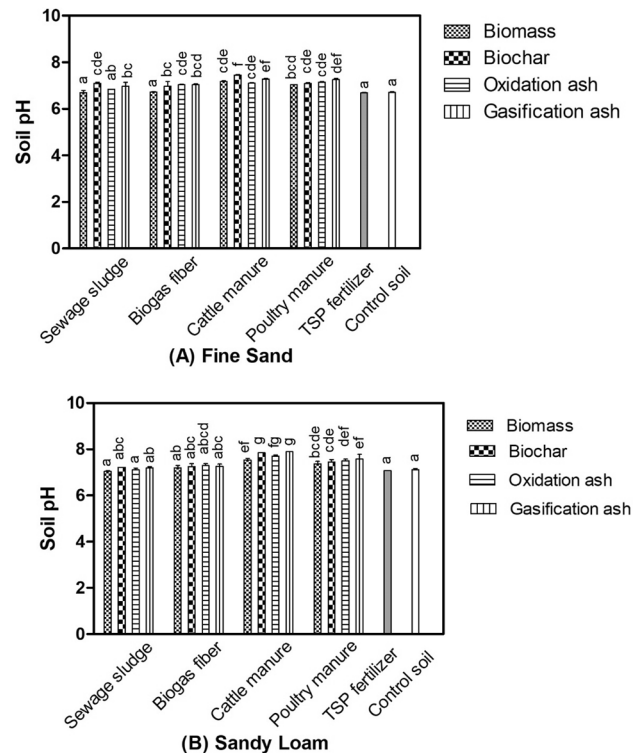 10
8
6
4
2
0
Soil pH
a cde ab bc
a bc cde bcd
cde f cde ef
bcd cde cde def
a
a
Biomass
Biochar
Oxidation ash
Gasification ash
Sewage sludge
Biogas fiber
Cattle manure
Poultry manure
TSP fertilizer
Control soil
(A) Fine Sand
10
8
6
4
2
0
Soil pH
a abc a ab
ab abc abcd abc
ef g fg g
bcde cde def ef
a
a
Biomass
Biochar
Oxidation ash
Gasification ash
Sewage sludge
Biogas fiber
Cattle manure
Poultry manure
TSP fertilizer
Control soil
(B) Sandy Loam